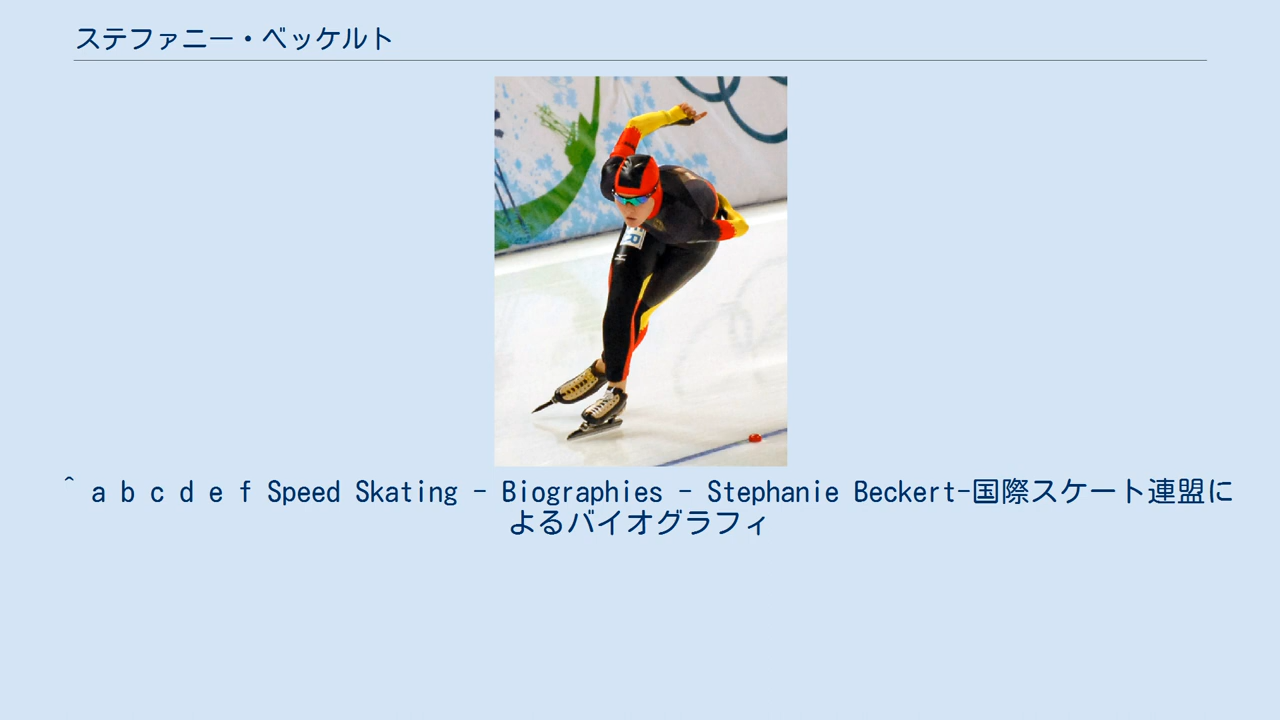 ステファニー・ベッケルト
^ a b c d e f Speed Skating - Biographies - Stephanie Beckert-国際スケート連盟に
よるバイオグラフィ